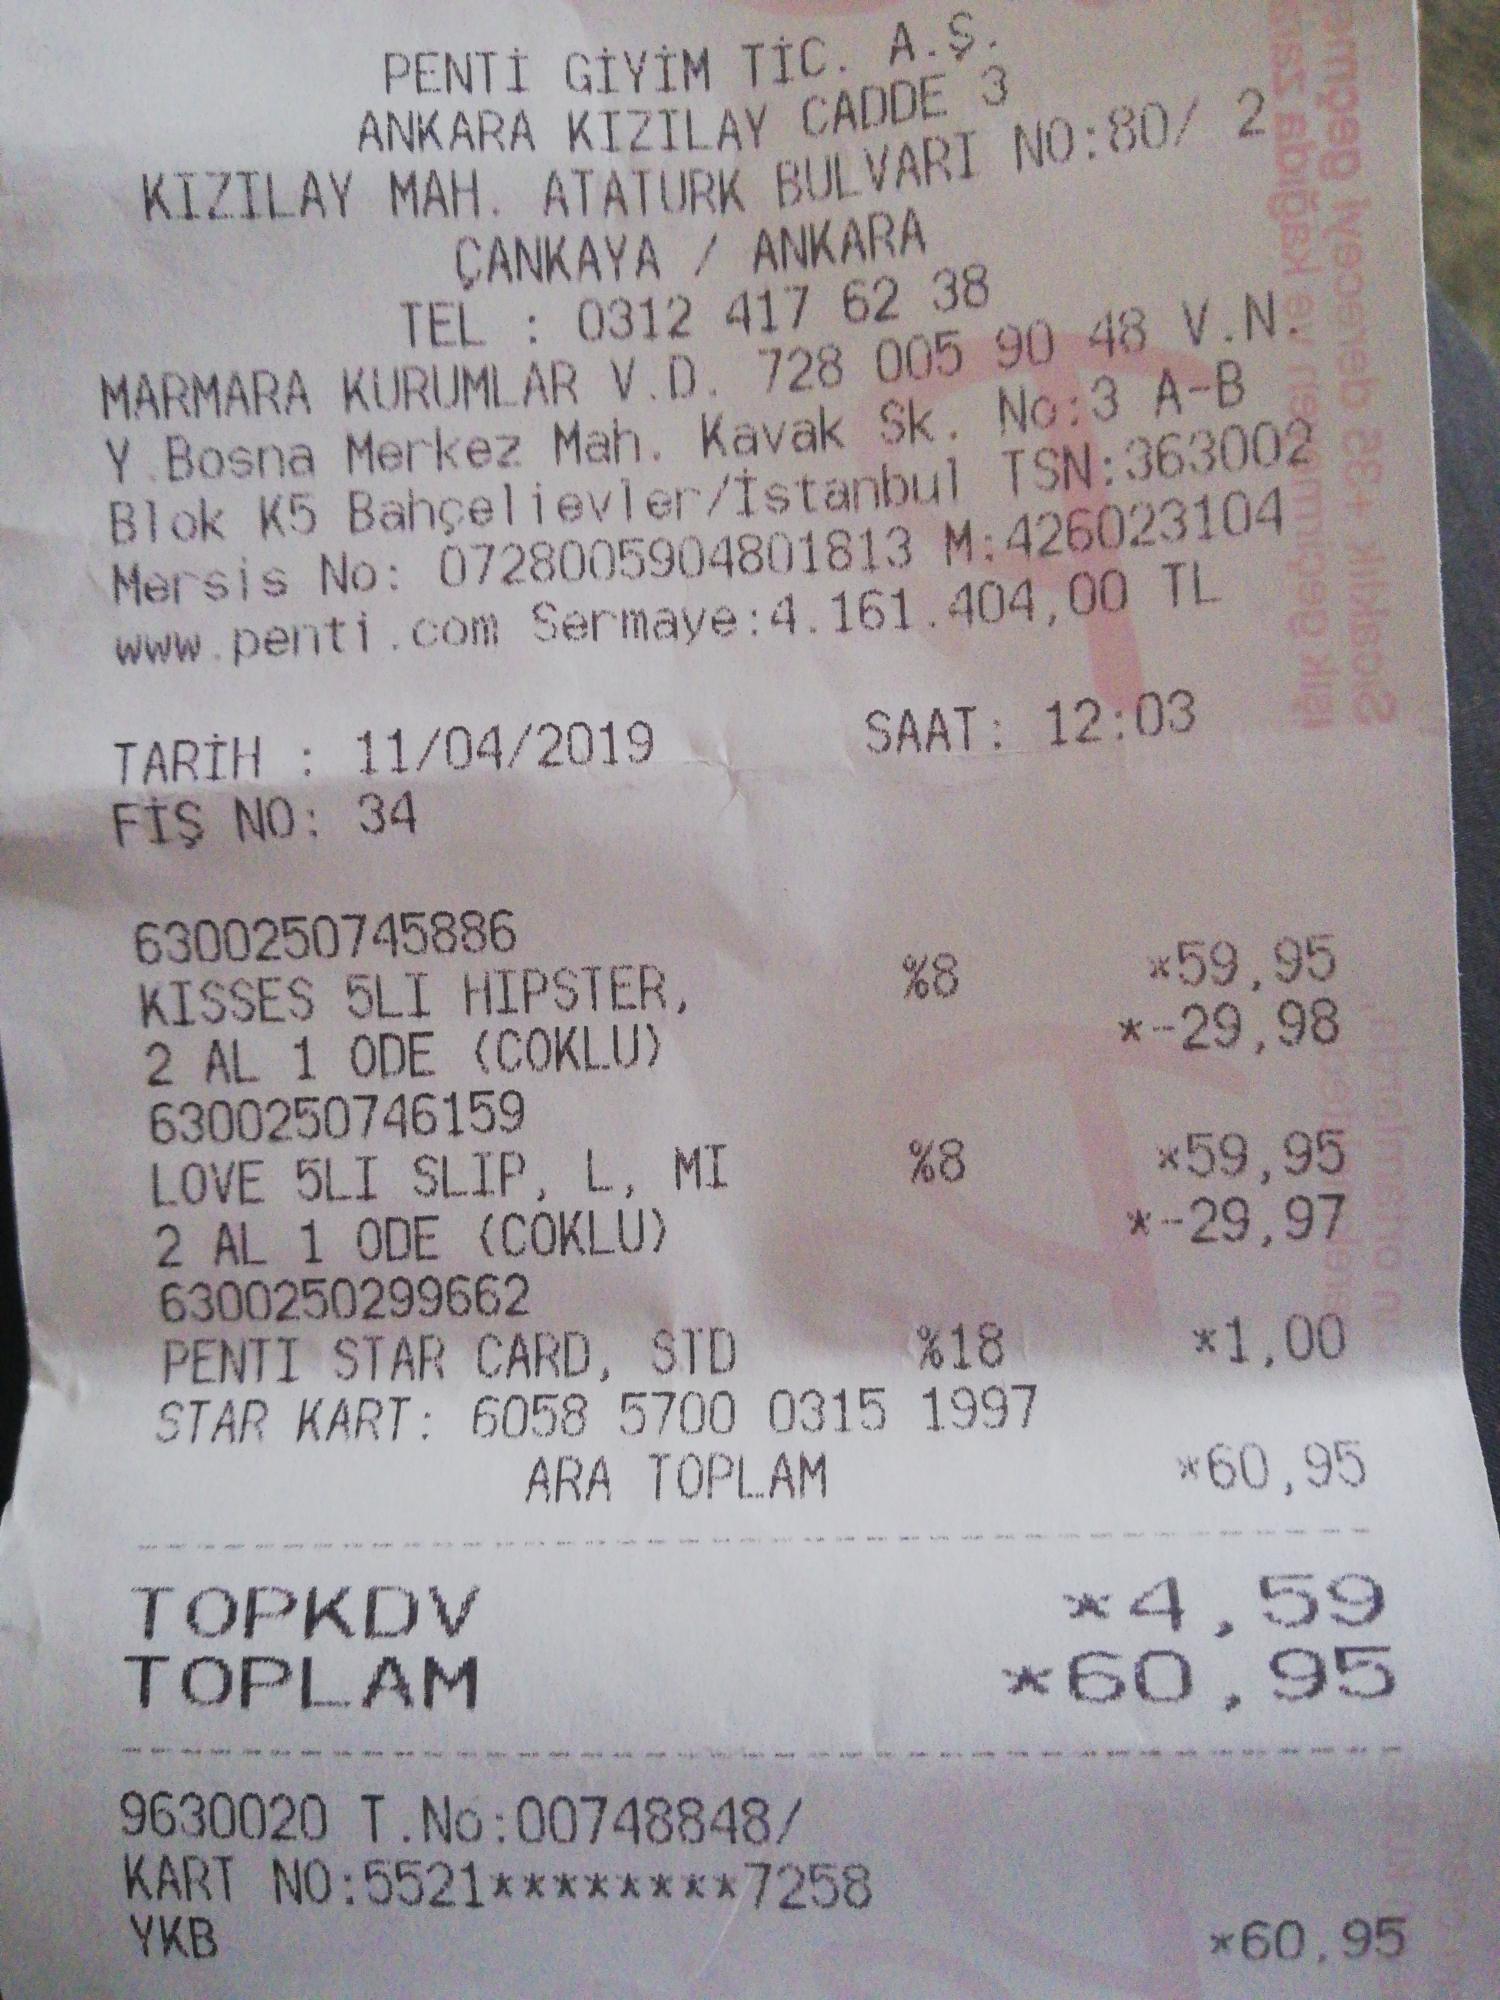 PENTİ GİYİM TİC. A.Ş.
ANKARA KIZILAY CADDE 3
KIZILAY MAH. ATATURK BULVARI NO:80/ 2
ÇANKAYA / ANKARA
TEL : 0312 417 62 38
MARMARA KURUMLAR V.D. 728 005 90 48 V.N.
Y.Bosna Merkez Mah. Kavak Sk. No:3 A-B
Blok K5 Bahçelievler/İstanbul TSN:363002
Mersis No: 0728005904801813 M:426023104
www.penti.com Sermaye:4.161.404,00 TL
TARİH : 11/04/2019 SAAT: 12:03
FİŞ NO: 34
6300250745886
KISSES 5LI HIPSTER, %8 *59,95
2 AL 1 ODE (COKLU) *-29,98
6300250746159
LOVE 5LI SLIP, L, MI %8 *59,95
2 AL 1 ODE (COKLU) *-29,97
6300250299662
PENTI STAR CARD, STD %18 *1,00
STAR KART: 6058 5700 0315 1997
ARA TOPLAM *60,95
TOPKDV *4,59
TOPLAM *60,95
9630020 T.No:00748848/
KART NO:5521********7258
YKB *60,95